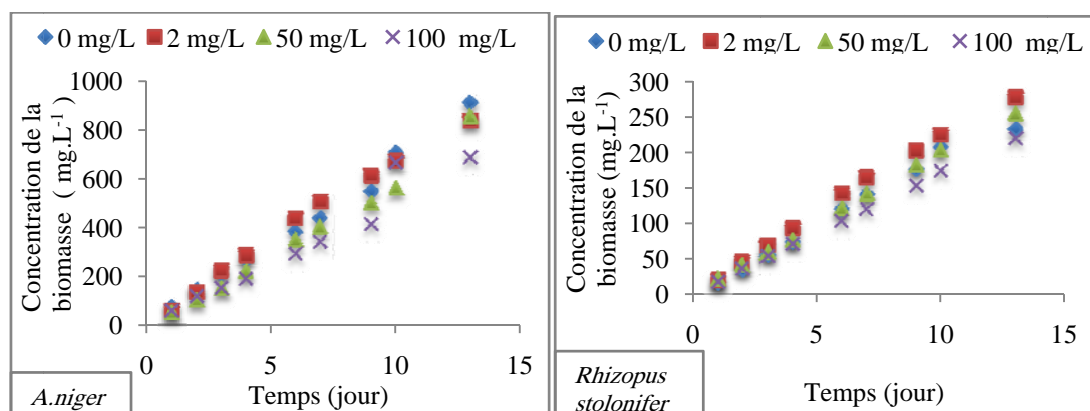 0 mg/L 2 mg/L 50 mg/L 100 mg/L
Concentration de la
biomasse ( mg.L-1)
1000
800
600
400
200
0
0 5 10 15
Temps (jour)
A.niger
0 mg/L 2 mg/L 50 mg/L 100 mg/L
Concentration de la
biomasse (mg.L-1)
300
250
200
150
100
50
0
0 5 10 15
Temps (jour)
Rhizopus
stolonifer